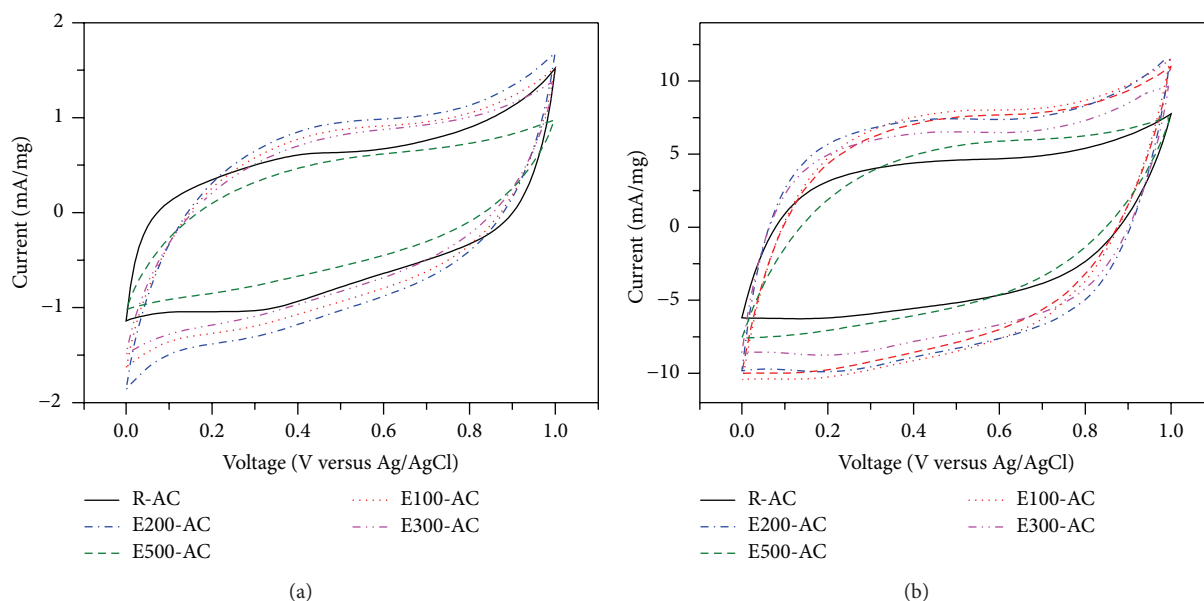 2
1
0
−1
−2
Current (mA/mg)
0.0 0.2 0.4 0.6 0.8 1.0
Voltage (V versus Ag/AgCl)
R-AC
E200-AC
E500-AC
E100-AC
E300-AC
(a)
10
5
0
−5
−10
Current (mA/mg)
0.0 0.2 0.4 0.6 0.8 1.0
Voltage (V versus Ag/AgCl)
R-AC
E200-AC
E500-AC
E100-AC
E300-AC
(b)